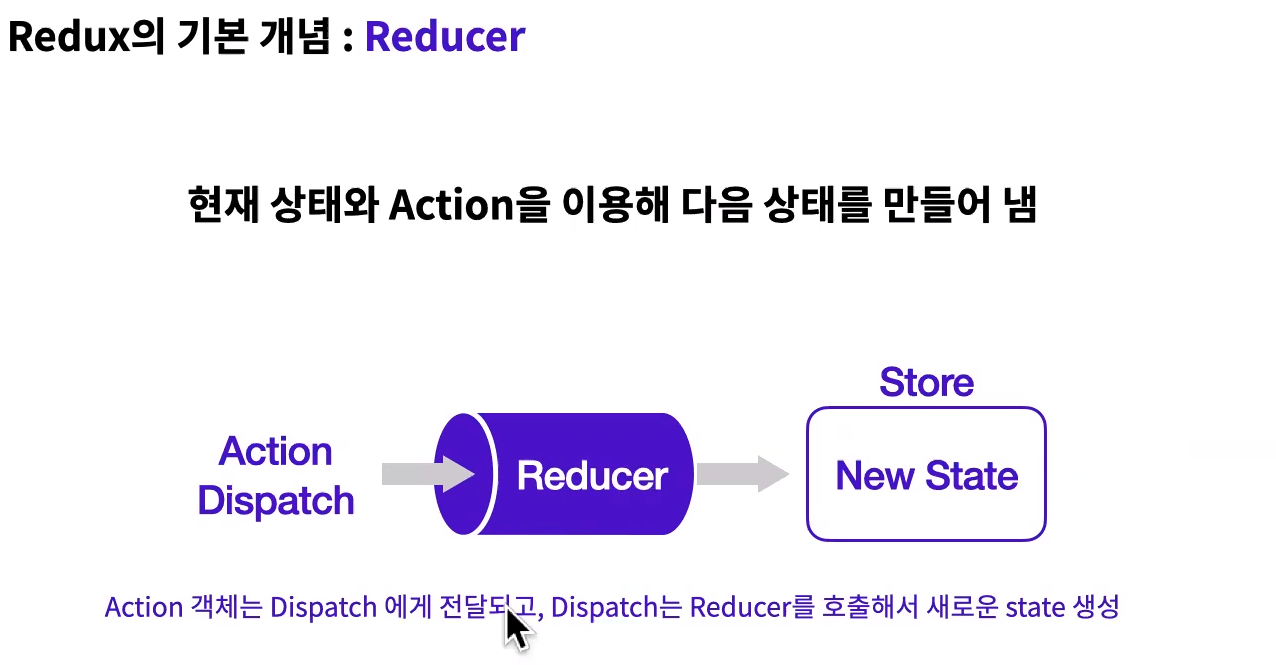 Redux의 기본 개념 : Reducer
현재 상태와 Action을 이용해 다음 상태를 만들어 냄
Store
Action
Dispatch
Reducer
New State
Action 객체는 Dispatch 에게 전달되고, Dispatch는 Reducer를 호출해서 새로운 state 생성